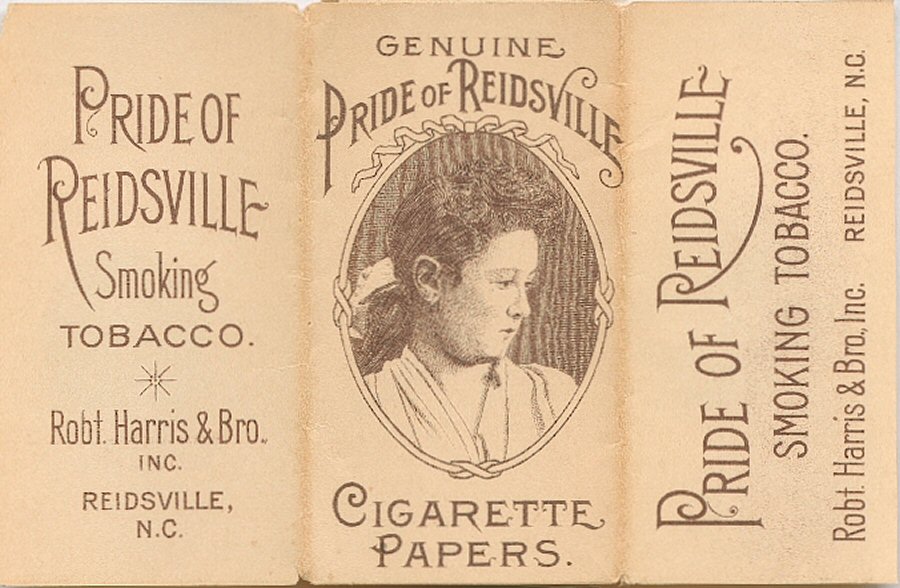 PRIDE OF
REIDSVILLE
Smoking
TOBACCO.
Robt. Harris & Bro.,
INC.
REIDSVILLE,
N.C.
GENUINE
PRIDE OF REIDSVILLE
CIGARETTE
PAPERS.
PRIDE OF REIDSVILLE
SMOKING TOBACCO.
Robt. Harris & Bro., Inc. REIDSVILLE, N.C.